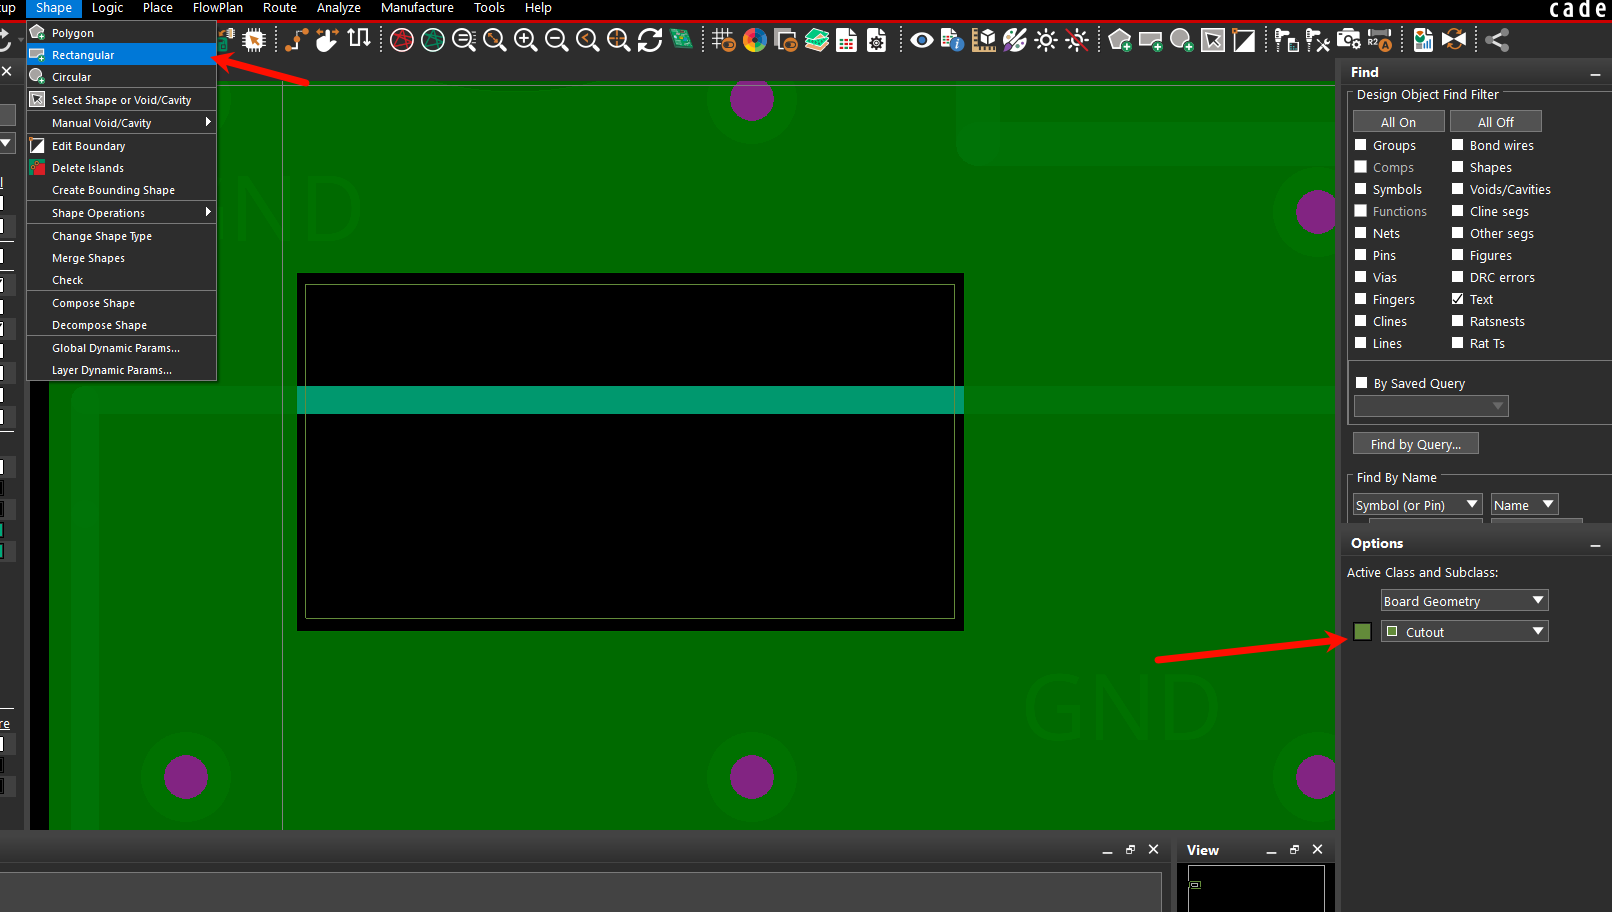 up Shape Logic Place FlowPlan Route Analyze Manufacture Tools Help
cade
Polygon
Rectangular
Circular
Select Shape or Void/Cavity
Manual Void/Cavity
Edit Boundary
Delete Islands
Create Bounding Shape
Shape Operations
Change Shape Type
Merge Shapes
Check
Compose Shape
Decompose Shape
Global Dynamic Params...
Layer Dynamic Params...
ND
GND
re
R2
Find
Design Object Find Filter
All On All Off
Groups Bond wires
Comps Shapes
Symbols Voids/Cavities
Functions Cline segs
Nets Other segs
Pins Figures
Vias DRC errors
Fingers Text
Clines Ratsnests
Lines Rat Ts
By Saved Query
Find by Query...
Find By Name
Symbol (or Pin) Name
Options
Active Class and Subclass:
Board Geometry
Cutout
View